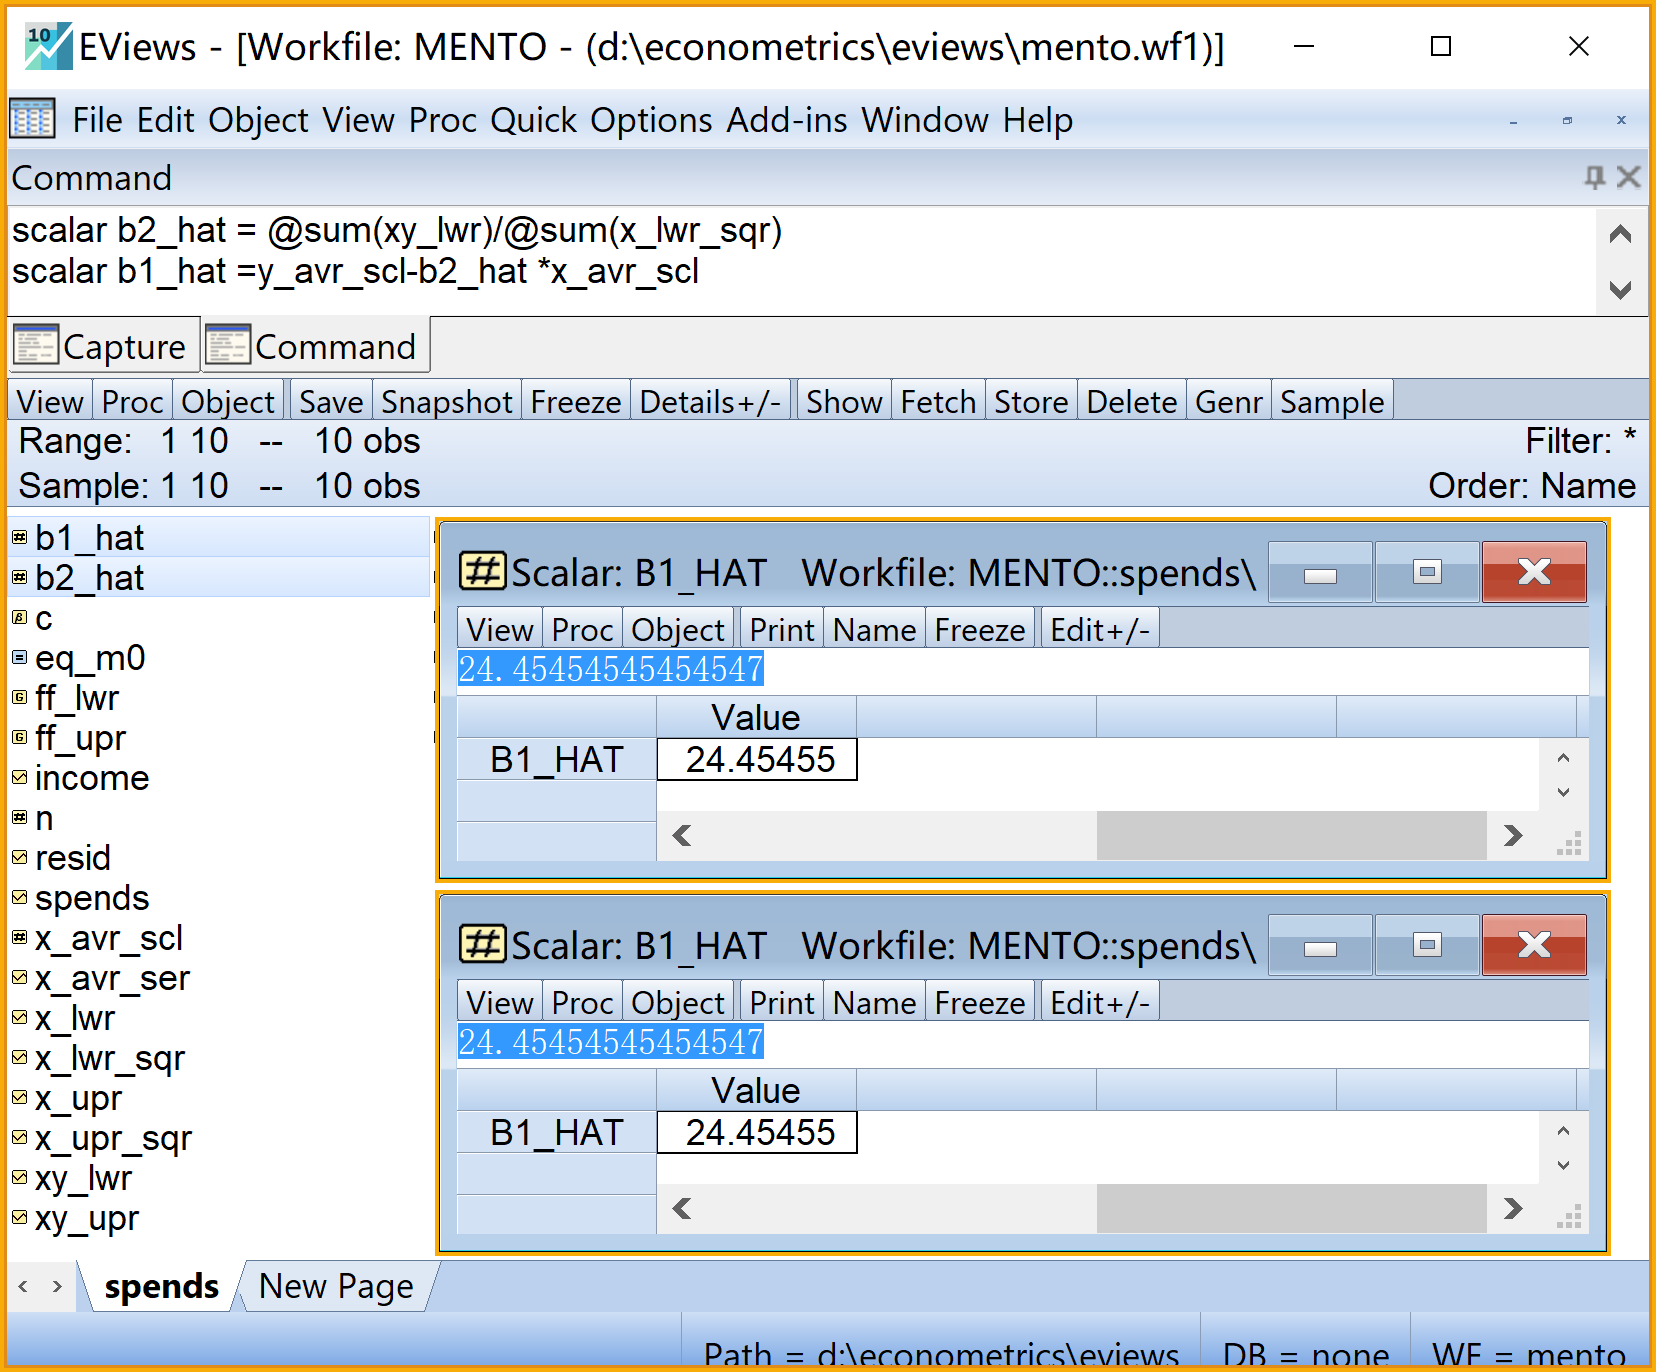 10 EViews - [Workfile: MENTO - (d:\econometrics\eviews\mento.wf1)]
File Edit Object View Proc Quick Options Add-ins Window Help
Command
scalar b2_hat = @sum(xy_lwr)/@sum(x_lwr_sqr)
scalar b1_hat =y_avr_scl-b2_hat *x_avr_scl
Capture Command
View Proc Object Save Snapshot Freeze Details+/- Show Fetch Store Delete Genr Sample
Range: 1 10 -- 10 obs Filter: *
Sample: 1 10 -- 10 obs Order: Name
b1_hat
b2_hat
c
eq_m0
ff_lwr
ff_upr
income
n
resid
spends
x_avr_scl
x_avr_ser
x_lwr
x_lwr_sqr
x_upr
x_upr_sqr
xy_lwr
xy_upr
Scalar: B1_HAT Workfile: MENTO::spends\
View Proc Object Print Name Freeze Edit+/-
24.45454545454547
Value
B1_HAT 24.45455
Scalar: B1_HAT Workfile: MENTO::spends\
View Proc Object Print Name Freeze Edit+/-
24.45454545454547
Value
B1_HAT 24.45455
spends New Page
Path = d:\econometrics\eviews DB = none WF = mento